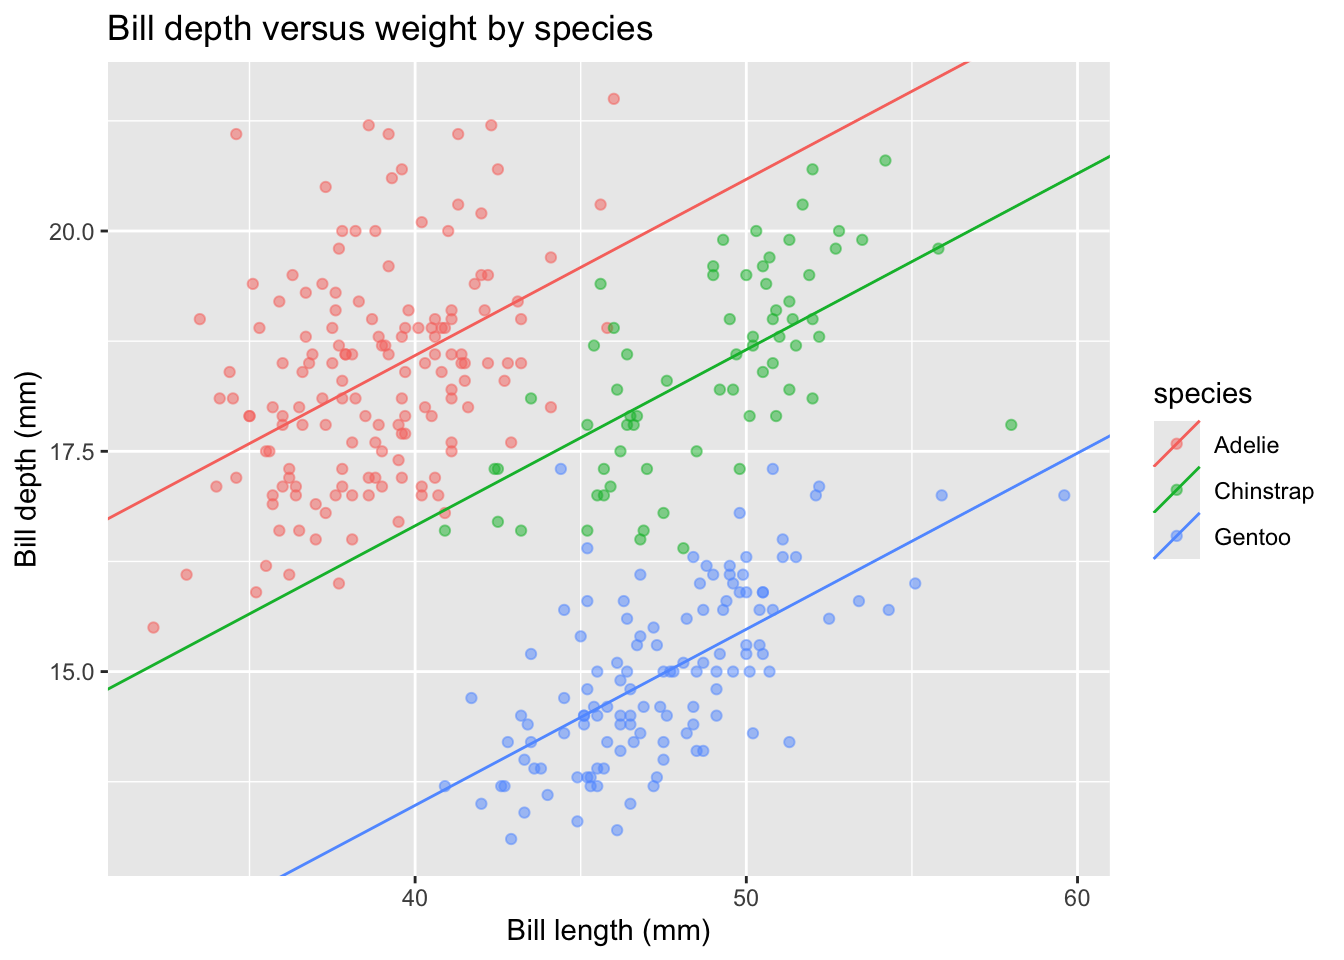 Bill depth versus weight by species
Bill depth (mm)
20.0
17.5
15.0
40 50 60
Bill length (mm)
species
Adelie
Chinstrap
Gentoo